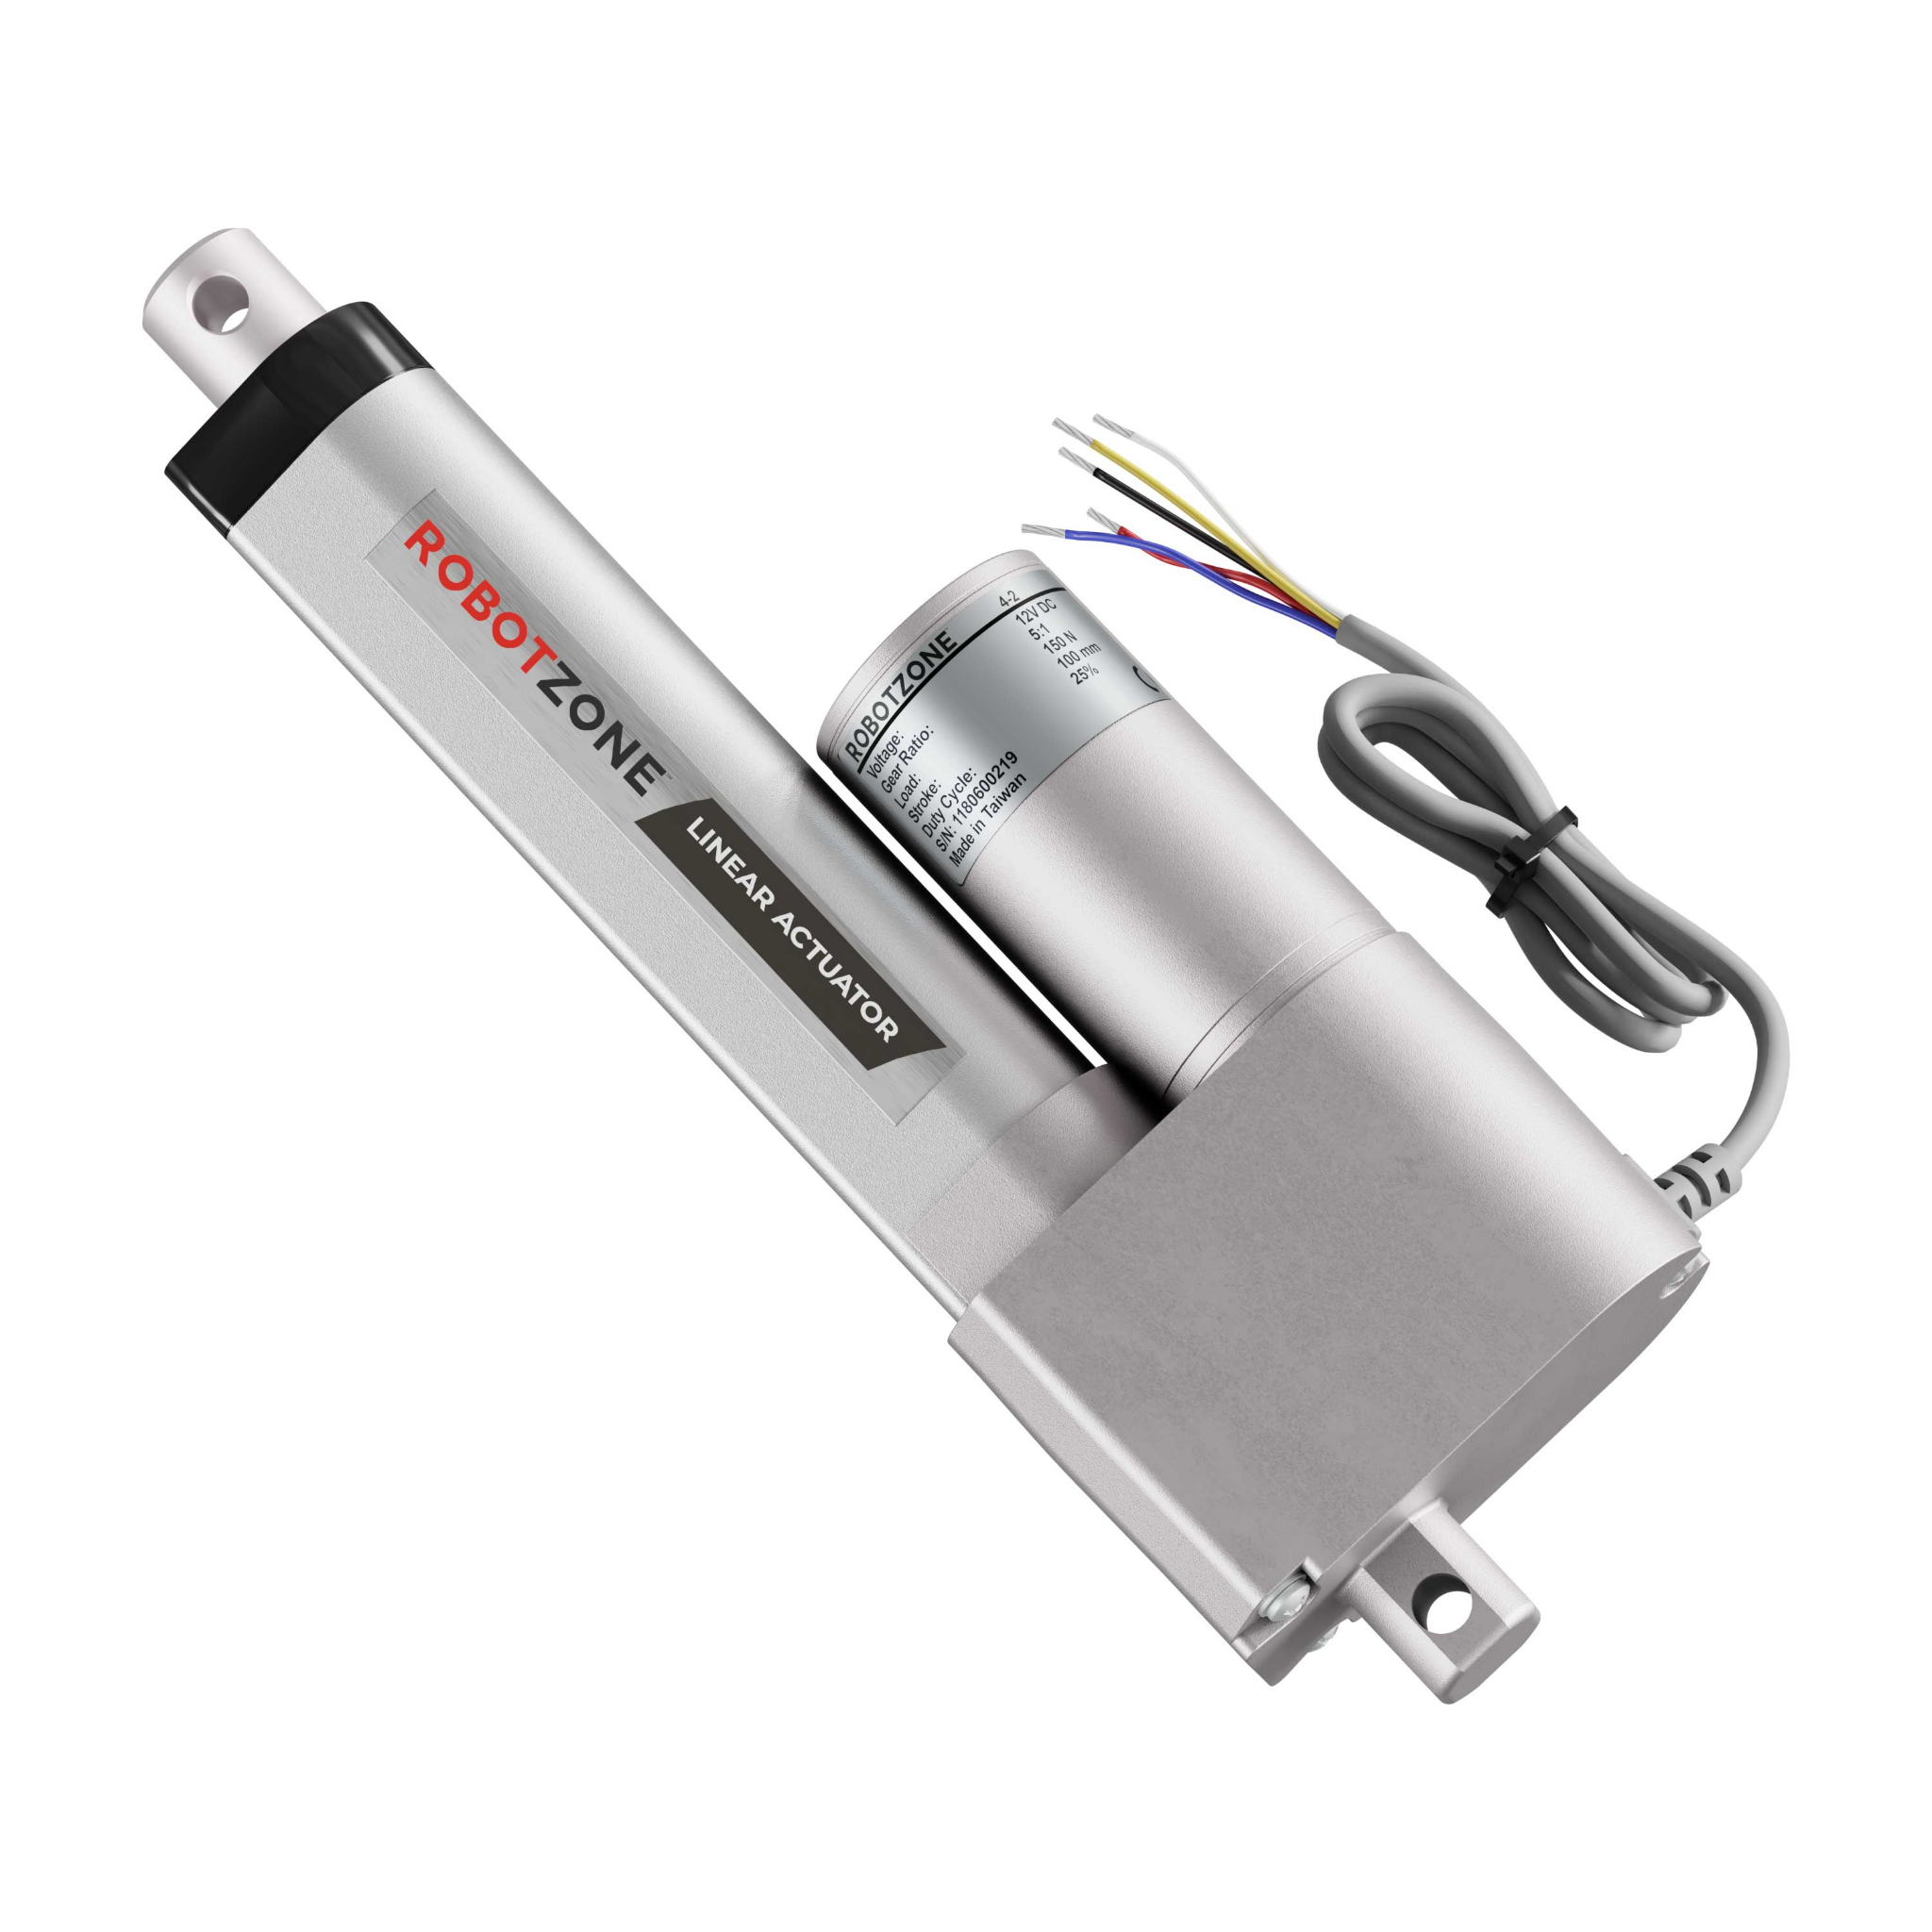 ROBOTZONE
LINEAR ACTUATOR
ROBOTZONE 4-2
Voltage: 12V DC
Gear Ratio: 5:1
Load: 150 N
Stroke: 100 mm
Duty Cycle: 25%
S/N: 1180600219
Made in Taiwan